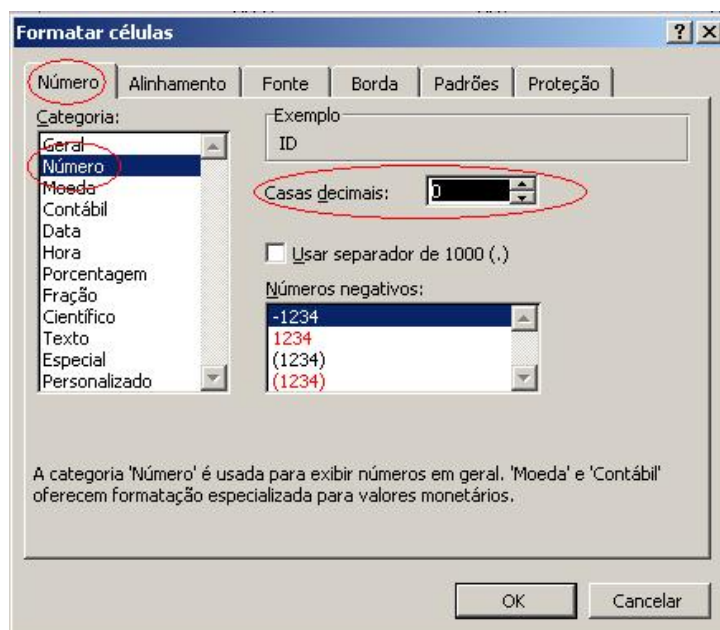 Formatar células
Número Alinhamento Fonte Borda Padrões Proteção
Categoria:
Geral
Número
Moeda
Contábil
Data
Hora
Porcentagem
Fração
Científico
Texto
Especial
Personalizado
Exemplo
ID
Casas decimais: 0
Usar separador de 1000 (.)
Números negativos:
-1234
1234
(1234)
(1234)
A categoria 'Número' é usada para exibir números em geral. 'Moeda' e 'Contábil'
oferecem formatação especializada para valores monetários.
OK Cancelar